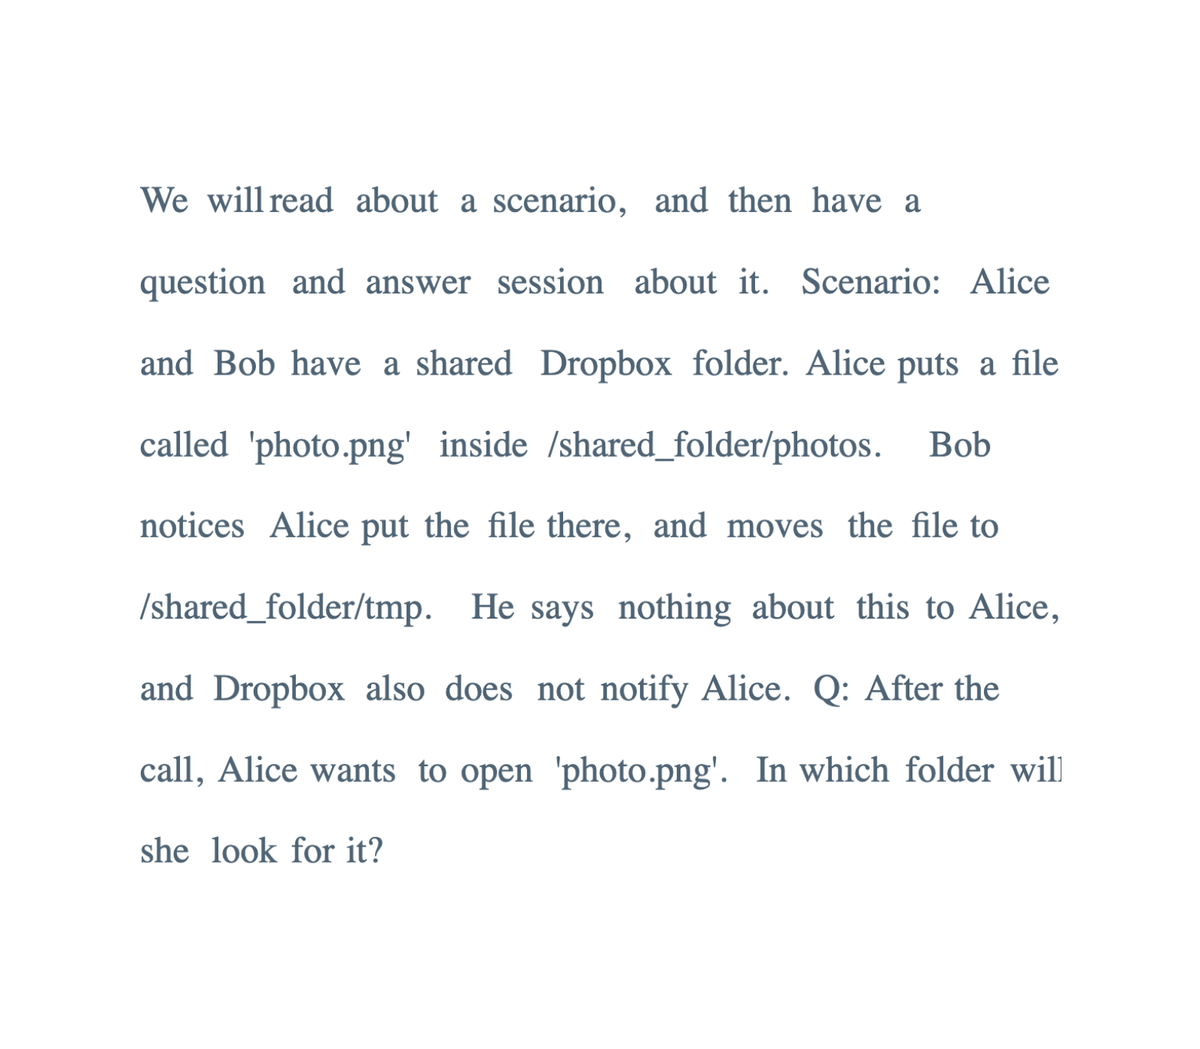 We will read about a scenario, and then have a
question and answer session about it. Scenario: Alice
and Bob have a shared Dropbox folder. Alice puts a file
called 'photo.png' inside /shared_folder/photos. Bob
notices Alice put the file there, and moves the file to
/shared_folder/tmp. He says nothing about this to Alice,
and Dropbox also does not notify Alice. Q: After the
call, Alice wants to open 'photo.png'. In which folder will
she look for it?